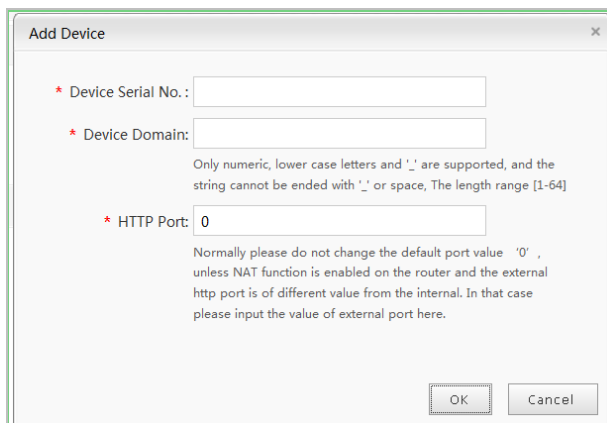 Add Device ×
* Device Serial No. :
* Device Domain:
Only numeric, lower case letters and '_' are supported, and the
string cannot be ended with '_' or space, The length range [1-64]
* HTTP Port: 0
Normally please do not change the default port value ‘0’ ,
unless NAT function is enabled on the router and the external
http port is of different value from the internal. In that case
please input the value of external port here.
OK Cancel